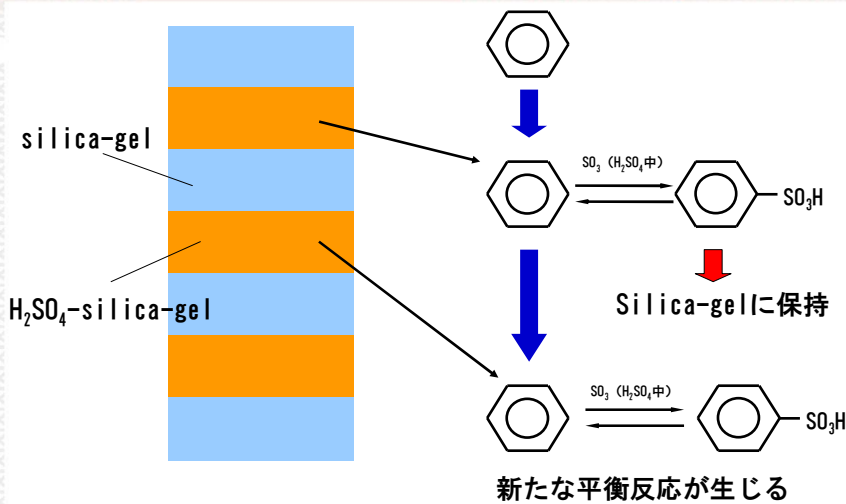 silica-gel
H₂SO₄-silica-gel
SO₃（H₂SO₄中）
SO₃H
Silica-gelに保持
SO₃（H₂SO₄中）
SO₃H
新たな平衡反応が生じる